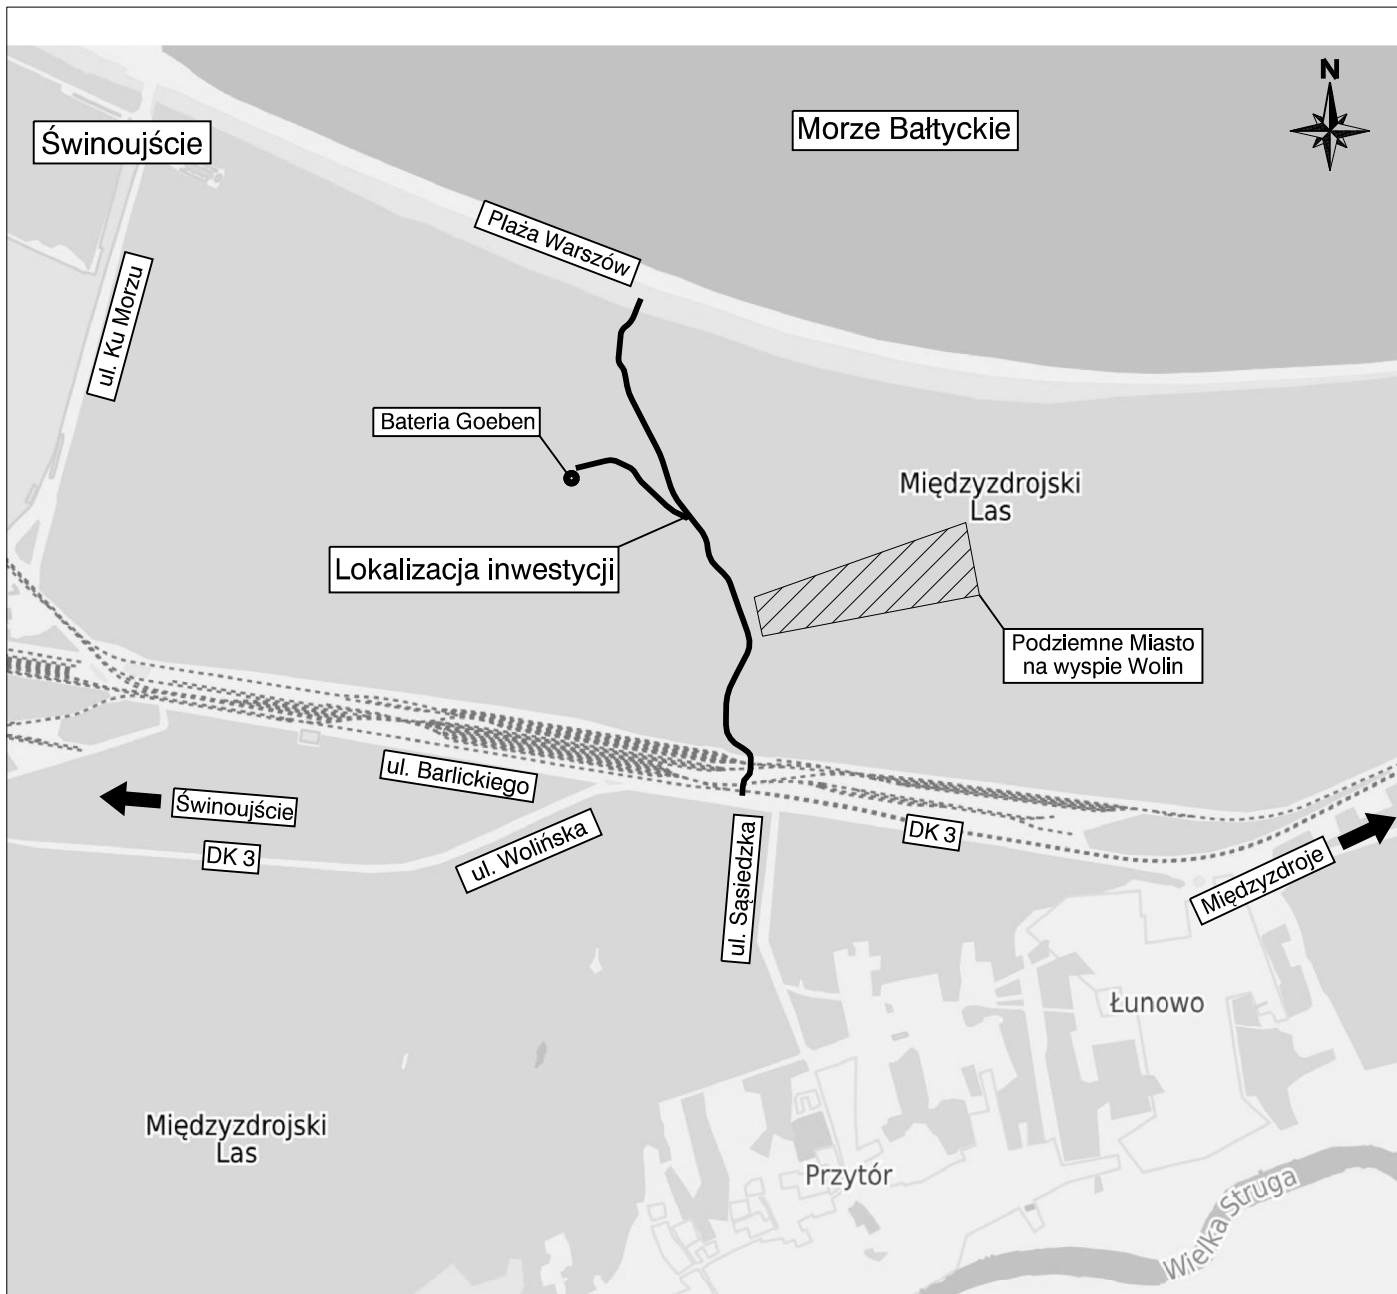 N
Świnoujście
Morze Bałtyckie
Plaża Warszów
ul. Ku Morzu
Bateria Goeben
Międzyzdrojski
Las
Lokalizacja inwestycji
Podziemne Miasto
na wyspie Wolin
ul. Barlickiego
Świnoujście
DK 3
ul. Wolińska
ul. Sąsiedzka
DK 3
Międzyzdroje
Łunowo
Międzyzdrojski
Las
Przytór
Wielka Struga